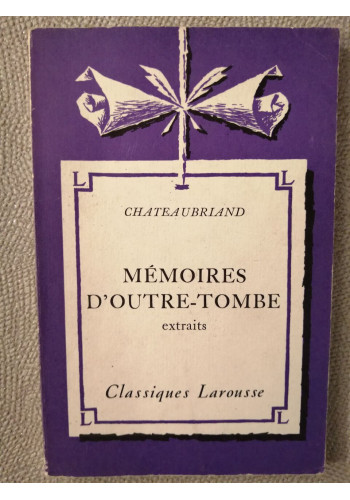 L L
CHATEAUBRIAND
MÉMOIRES
D'OUTRE-TOMBE
extraits
Classiques Larousse
L L